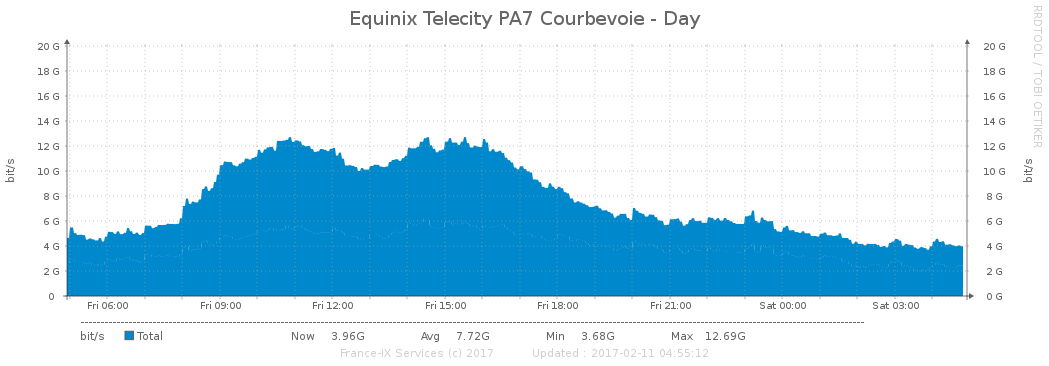 Equinix Telecity PA7 Courbevoie - Day
RRDTOOL / TOBI OETIKER
20 G 20 G
18 G 18 G
16 G 16 G
14 G 14 G
12 G 12 G
10 G 10 G
8 G 8 G
6 G 6 G
4 G 4 G
2 G 2 G
0 0 G
bit/s bit/s
Fri 06:00 Fri 09:00 Fri 12:00 Fri 15:00 Fri 18:00 Fri 21:00 Sat 00:00 Sat 03:00
bit/s Total Now 3.96G Avg 7.72G Min 3.68G Max 12.69G
France-IX Services (c) 2017 Updated : 2017-02-11 04:55:12